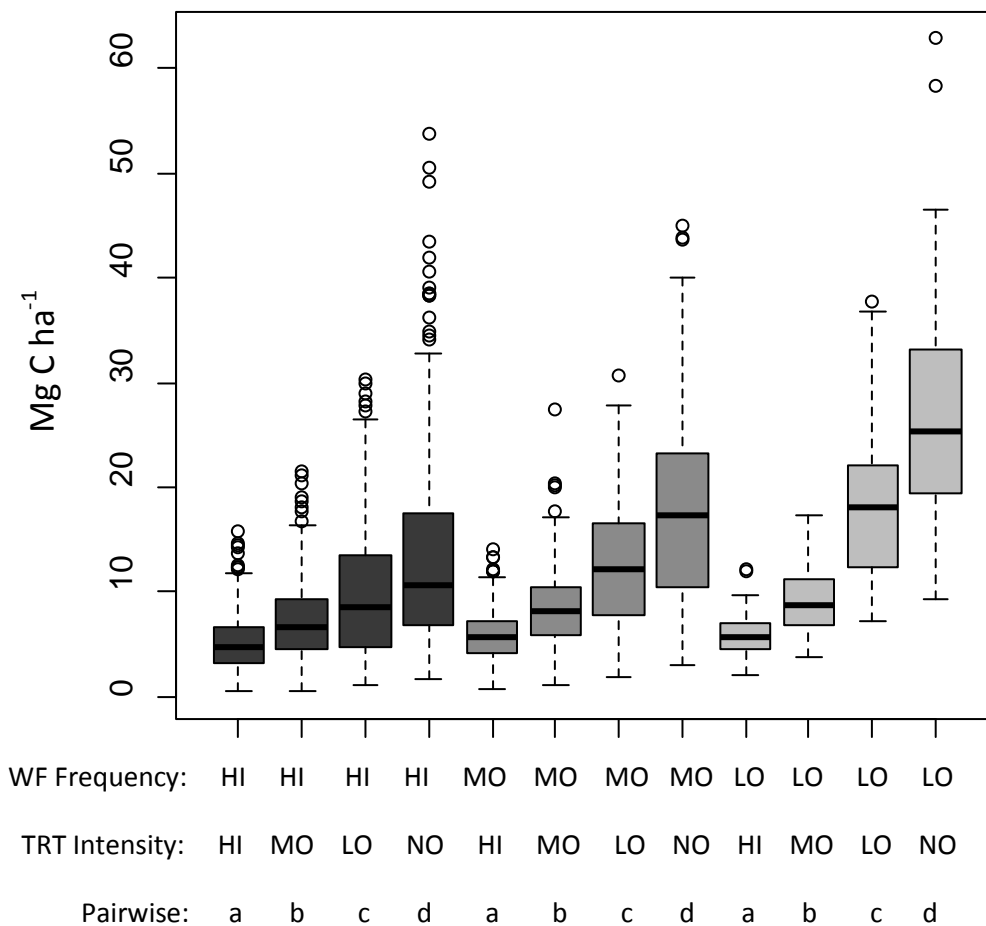 60
50
40
30
20
10
0
Mg C ha⁻¹
WF Frequency: HI HI HI HI MO MO MO MO LO LO LO LO
TRT Intensity: HI MO LO NO HI MO LO NO HI MO LO NO
Pairwise: a b c d a b c d a b c d